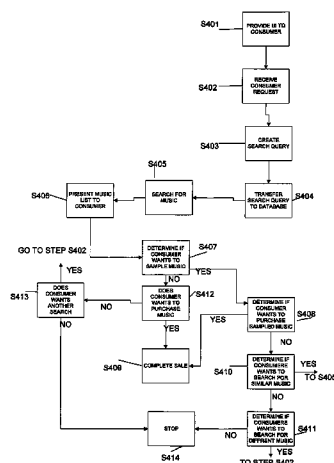 S401
PROVIDE UI TO
CONSUMER
S402
RECEIVE
CONSUMER
REQUEST
S403
CREATE
SEARCH QUERY
S404
TRANSFER
SEARCH QUERY
TO DATABASE
S405
SEARCH FOR
MUSIC
S406
PRESENT MUSIC
LIST TO
CONSUMER
GO TO STEP S402
S407
DETERMINE IF
CONSUMER
WANTS TO
SAMPLE MUSIC
YES
NO
S412
DOES
CONSUMER
WANTS TO
PURCHASE
MUSIC
NO
YES
S413
DOES
CONSUMER
WANTS
ANOTHER
SEARCH
YES
NO
S408
DETERMINE IF
CONSUMER
WANTS TO
PURCHASE
SAMPLED MUSIC
YES
NO
S409
COMPLETE SALE
S410
DETERMINE IF
CONSUMERS
WANTS TO
SEARCH FOR
SIMILAR MUSIC
YES
TO S405
NO
S411
DETERMINE IF
CONSUMERS
WANTS TO
SEARCH FOR
DIFFRENT MUSIC
NO
YES
TO STEP S402
STOP
S414